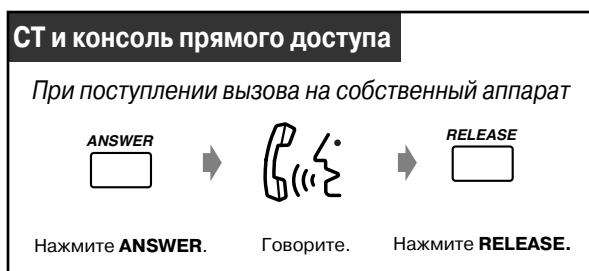 СТ и консоль прямого доступа
При поступлении вызова на собственный аппарат
ANSWER
RELEASE
Нажмите ANSWER. Говорите. Нажмите RELEASE.